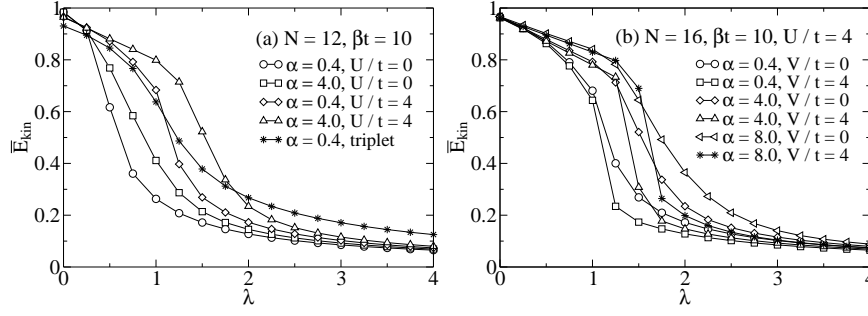 (a) N = 12, βt = 10
α = 0.4, U / t = 0
α = 4.0, U / t = 0
α = 0.4, U / t = 4
α = 4.0, U / t = 4
α = 0.4, triplet
1
0.8
0.6
0.4
0.2
0
E̅kin
0 1 2 3 4
λ
(b) N = 16, βt = 10, U / t = 4
α = 0.4, V / t = 0
α = 0.4, V / t = 4
α = 4.0, V / t = 0
α = 4.0, V / t = 4
α = 8.0, V / t = 0
α = 8.0, V / t = 4
1
0.8
0.6
0.4
0.2
0
E̅kin
0 1 2 3 4
λ